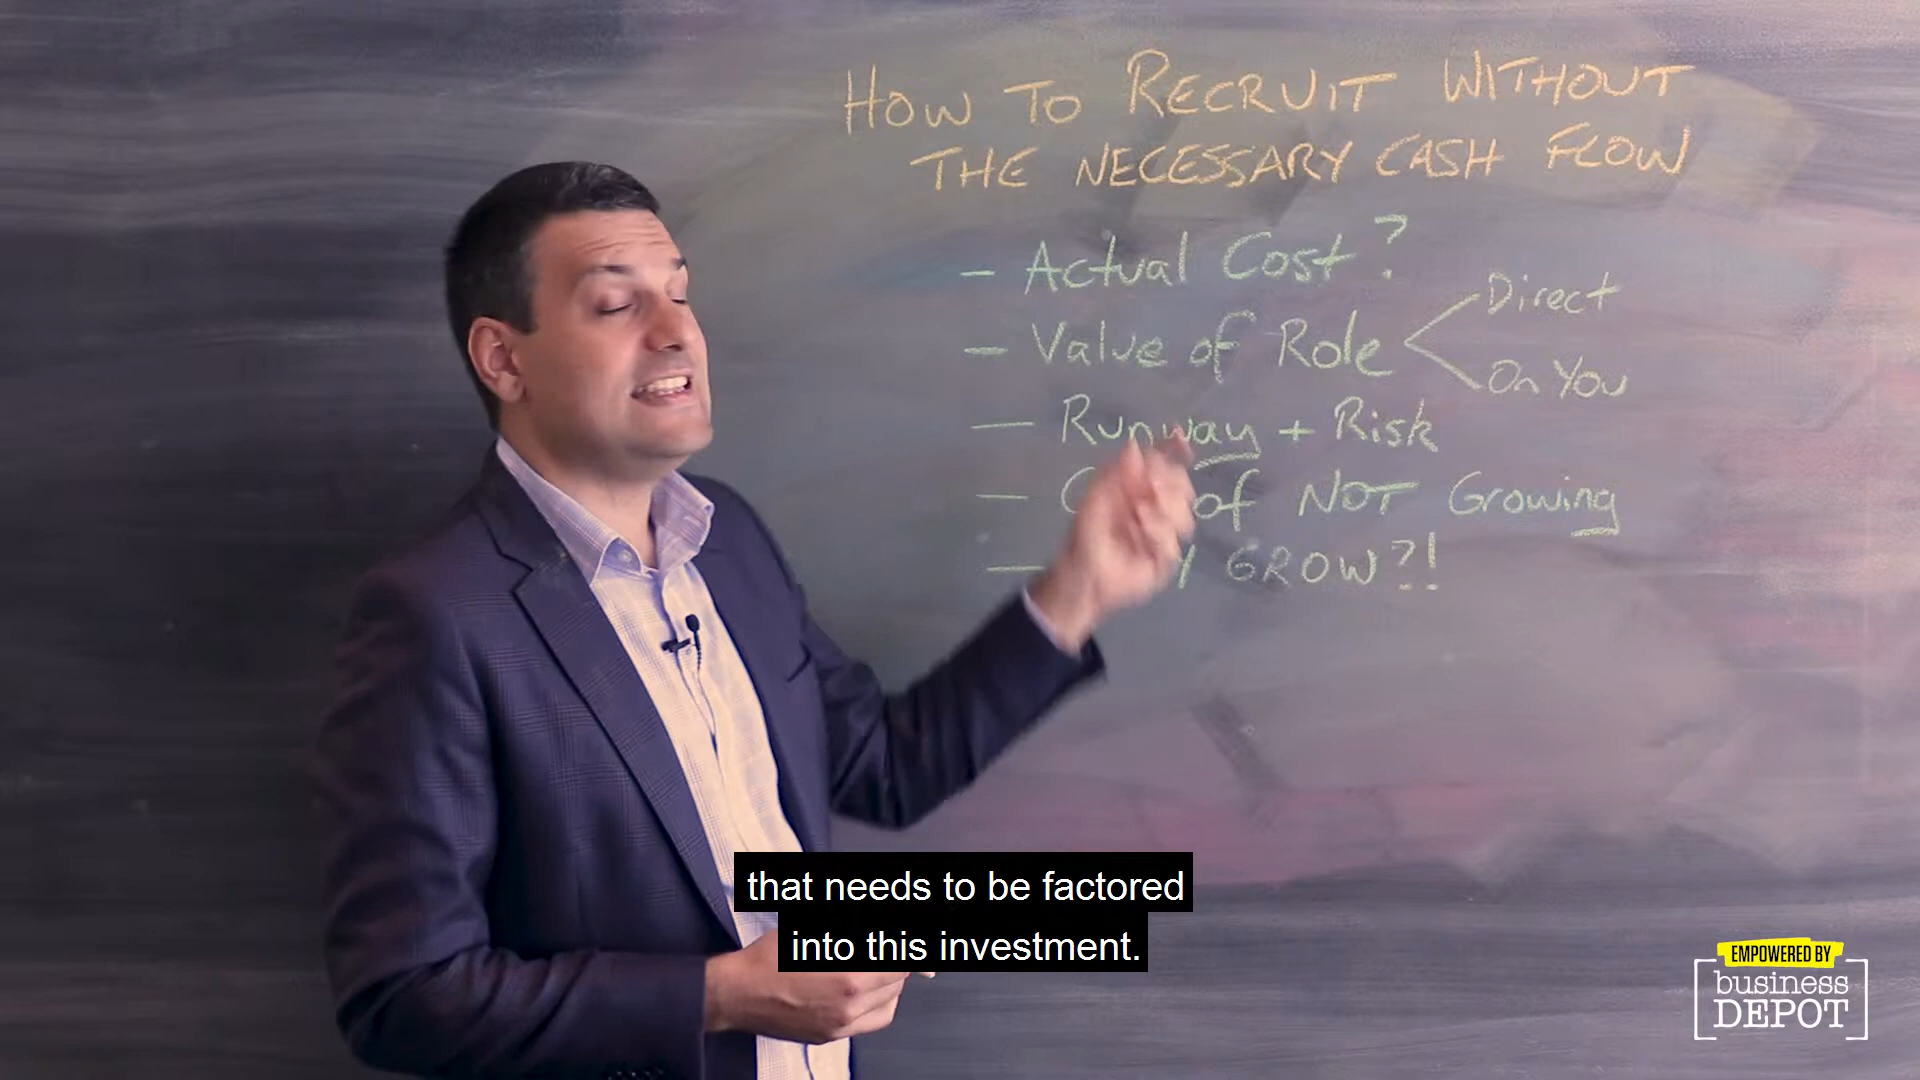 HOW TO RECRUIT WITHOUT
THE NECESSARY CASH FLOW
- Actual Cost?
- Value of Role < Direct
On You
- Runway + Risk
- of NOT Growing
- GROW?!
that needs to be factored
into this investment.
EMPOWERED BY
business
DEPOT